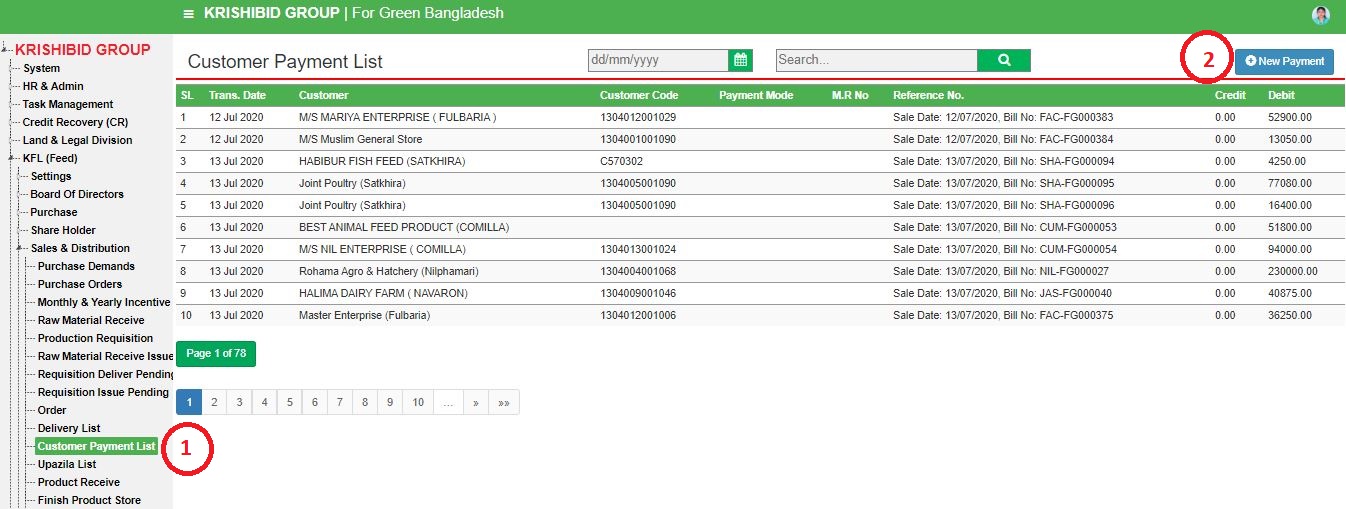 ≡ KRISHIBID GROUP | For Green Bangladesh
KRISHIBID GROUP
System
HR & Admin
Task Management
Credit Recovery (CR)
Land & Legal Division
KFL (Feed)
Settings
Board Of Directors
Purchase
Share Holder
Sales & Distribution
Purchase Demands
Purchase Orders
Monthly & Yearly Incentive
Raw Material Receive
Production Requisition
Raw Material Receive Issue
Requisition Deliver Pending
Requisition Issue Pending
Order
Delivery List
Customer Payment List
Upazila List
Product Receive
Finish Product Store
1
Customer Payment List dd/mm/yyyy Search... 2 New Payment
SL Trans. Date Customer Customer Code Payment Mode M.R No Reference No. Credit Debit
1 12 Jul 2020 M/S MARIYA ENTERPRISE ( FULBARIA ) 1304012001029 Sale Date: 12/07/2020, Bill No: FAC-FG000383 0.00 52900.00
2 12 Jul 2020 M/S Muslim General Store 1304001001090 Sale Date: 12/07/2020, Bill No: FAC-FG000384 0.00 13050.00
3 13 Jul 2020 HABIBUR FISH FEED (SATKHIRA) C570302 Sale Date: 13/07/2020, Bill No: SHA-FG000094 0.00 4250.00
4 13 Jul 2020 Joint Poultry (Satkhira) 1304005001090 Sale Date: 13/07/2020, Bill No: SHA-FG000095 0.00 77080.00
5 13 Jul 2020 Joint Poultry (Satkhira) 1304005001090 Sale Date: 13/07/2020, Bill No: SHA-FG000096 0.00 16400.00
6 13 Jul 2020 BEST ANIMAL FEED PRODUCT (COMILLA) Sale Date: 13/07/2020, Bill No: CUM-FG000053 0.00 51800.00
7 13 Jul 2020 M/S NIL ENTERPRISE ( COMILLA) 1304013001024 Sale Date: 13/07/2020, Bill No: CUM-FG000054 0.00 94000.00
8 13 Jul 2020 Rohama Agro & Hatchery (Nilphamari) 1304004001068 Sale Date: 13/07/2020, Bill No: NIL-FG000027 0.00 230000.00
9 13 Jul 2020 HALIMA DAIRY FARM ( NAVARON) 1304009001046 Sale Date: 13/07/2020, Bill No: JAS-FG000040 0.00 40875.00
10 13 Jul 2020 Master Enterprise (Fulbaria) 1304012001006 Sale Date: 13/07/2020, Bill No: FAC-FG000375 0.00 36250.00
Page 1 of 78
1 2 3 4 5 6 7 8 9 10 ... » »»